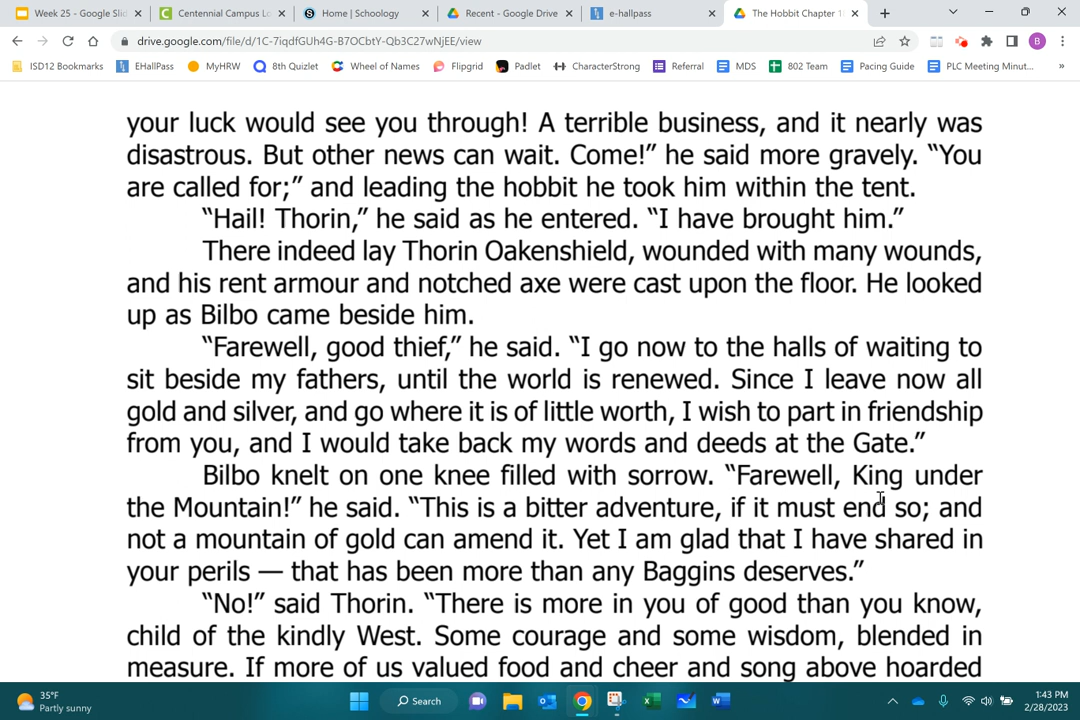 Week 25 - Google Slid
Centennial Campus Lo
Home | Schoology
Recent - Google Drive
e-hallpass
The Hobbit Chapter 1
drive.google.com/file/d/1C-7iqdfGUh4G-B7OCbtY-Qb3C27wNjEE/view
B
ISD12 Bookmarks
EHallPass
MyHRW
8th Quizlet
Wheel of Names
Flipgrid
Padlet
CharacterStrong
Referral
MDS
802 Team
Pacing Guide
PLC Meeting Minut...
your luck would see you through! A terrible business, and it nearly was
disastrous. But other news can wait. Come!” he said more gravely. “You
are called for;” and leading the hobbit he took him within the tent.
“Hail! Thorin,” he said as he entered. “I have brought him.”
There indeed lay Thorin Oakenshield, wounded with many wounds,
and his rent armour and notched axe were cast upon the floor. He looked
up as Bilbo came beside him.
“Farewell, good thief,” he said. “I go now to the halls of waiting to
sit beside my fathers, until the world is renewed. Since I leave now all
gold and silver, and go where it is of little worth, I wish to part in friendship
from you, and I would take back my words and deeds at the Gate.”
Bilbo knelt on one knee filled with sorrow. “Farewell, King under
the Mountain!” he said. “This is a bitter adventure, if it must end so; and
not a mountain of gold can amend it. Yet I am glad that I have shared in
your perils — that has been more than any Baggins deserves.”
“No!” said Thorin. “There is more in you of good than you know,
child of the kindly West. Some courage and some wisdom, blended in
measure. If more of us valued food and cheer and song above hoarded
35°F
Partly sunny
Search
1:43 PM
2/28/2023